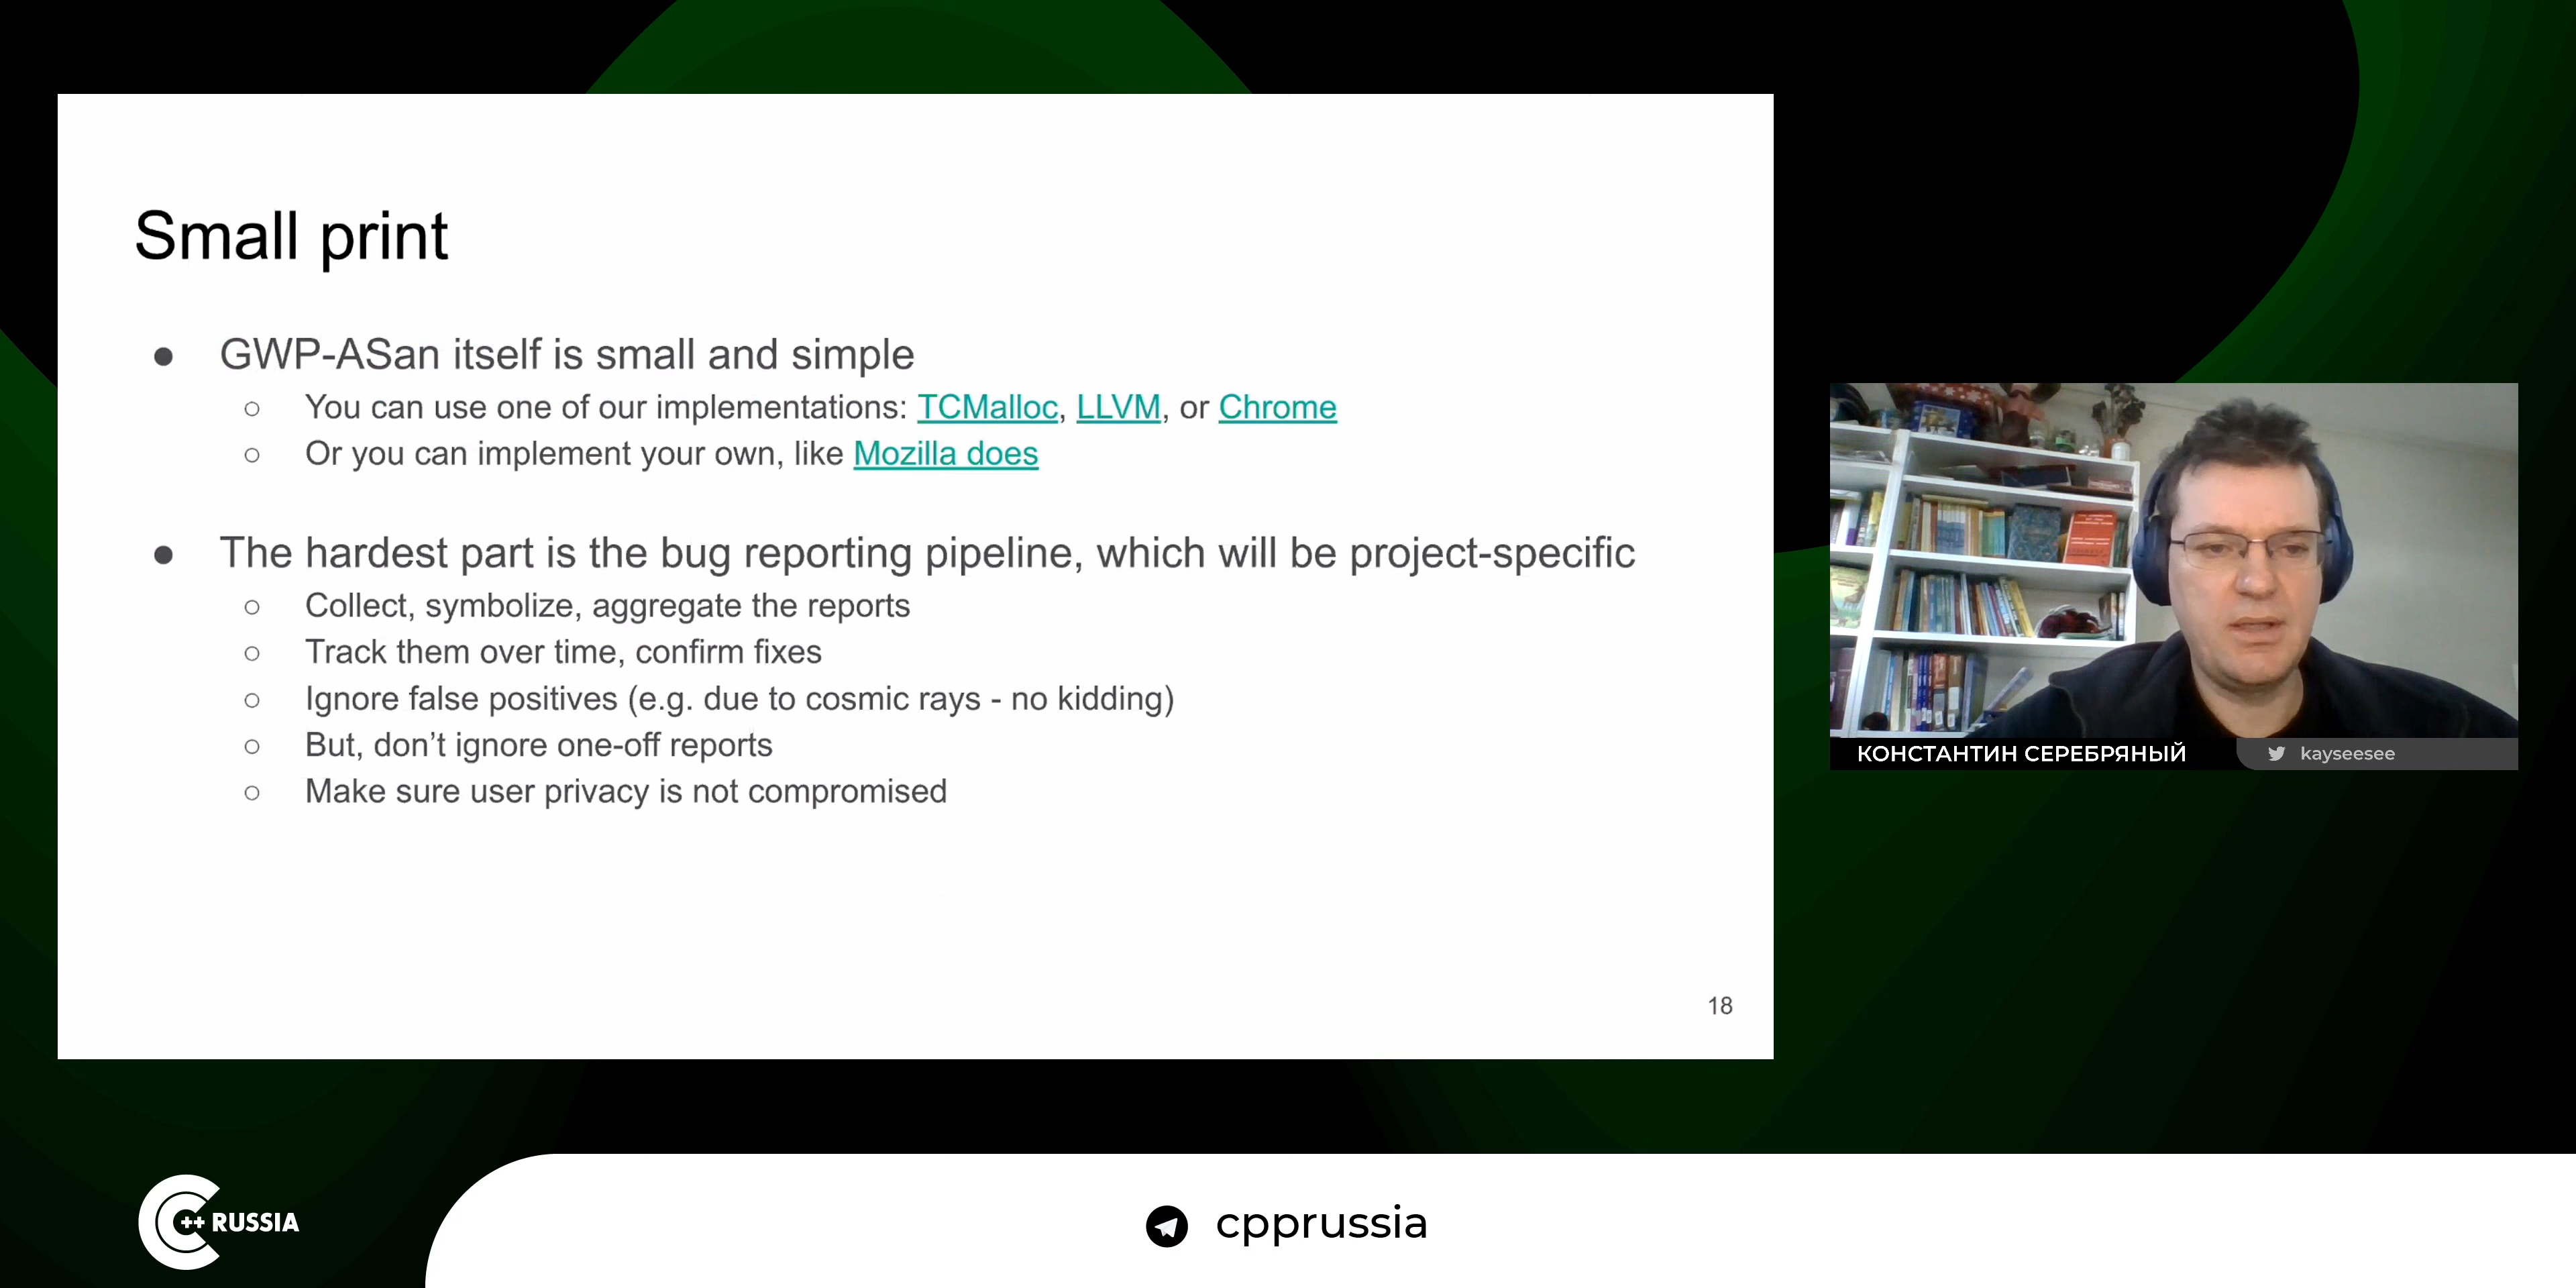 Small print
● GWP-ASan itself is small and simple
○ You can use one of our implementations: TCMalloc, LLVM, or Chrome
○ Or you can implement your own, like Mozilla does
● The hardest part is the bug reporting pipeline, which will be project-specific
○ Collect, symbolize, aggregate the reports
○ Track them over time, confirm fixes
○ Ignore false positives (e.g. due to cosmic rays - no kidding)
○ But, don’t ignore one-off reports
○ Make sure user privacy is not compromised
18
КОНСТАНТИН СЕРЕБРЯНЫЙ
kayseesee
C++ RUSSIA
cpprussia